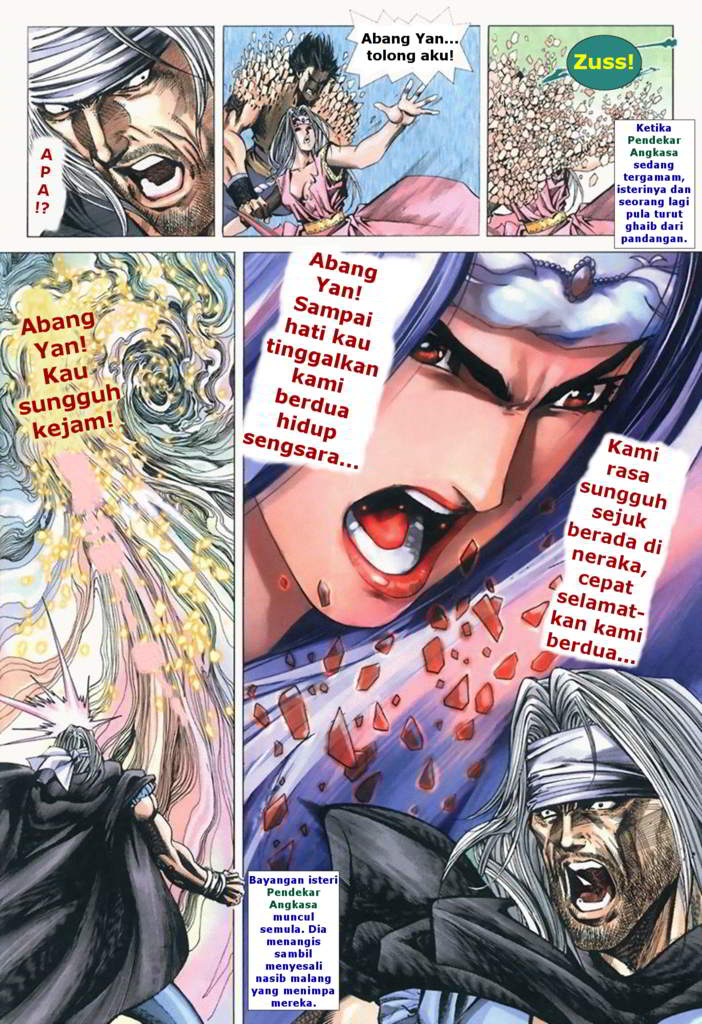 A
P
A
!?
Abang Yan...
tolong aku!
Zuss!
Ketika
Pendekar
Angkasa
sedang
tergamam,
isterinya dan
seorang lagi
pula turut
ghaib dari
pandangan.
Abang
Yan!
Kau
sungguh
kejam!
Abang
Yan!
Sampai
hati kau
tinggalkan
kami
berdua
hidup
sengsara...
Kami
rasa
sungguh
sejuk
berada di
neraka,
cepat
selamat-
kan kami
berdua...
Bayangan isteri
Pendekar
Angkasa
muncul
semula. Dia
menangis
sambil
menyesali
nasib malang
yang menimpa
mereka.